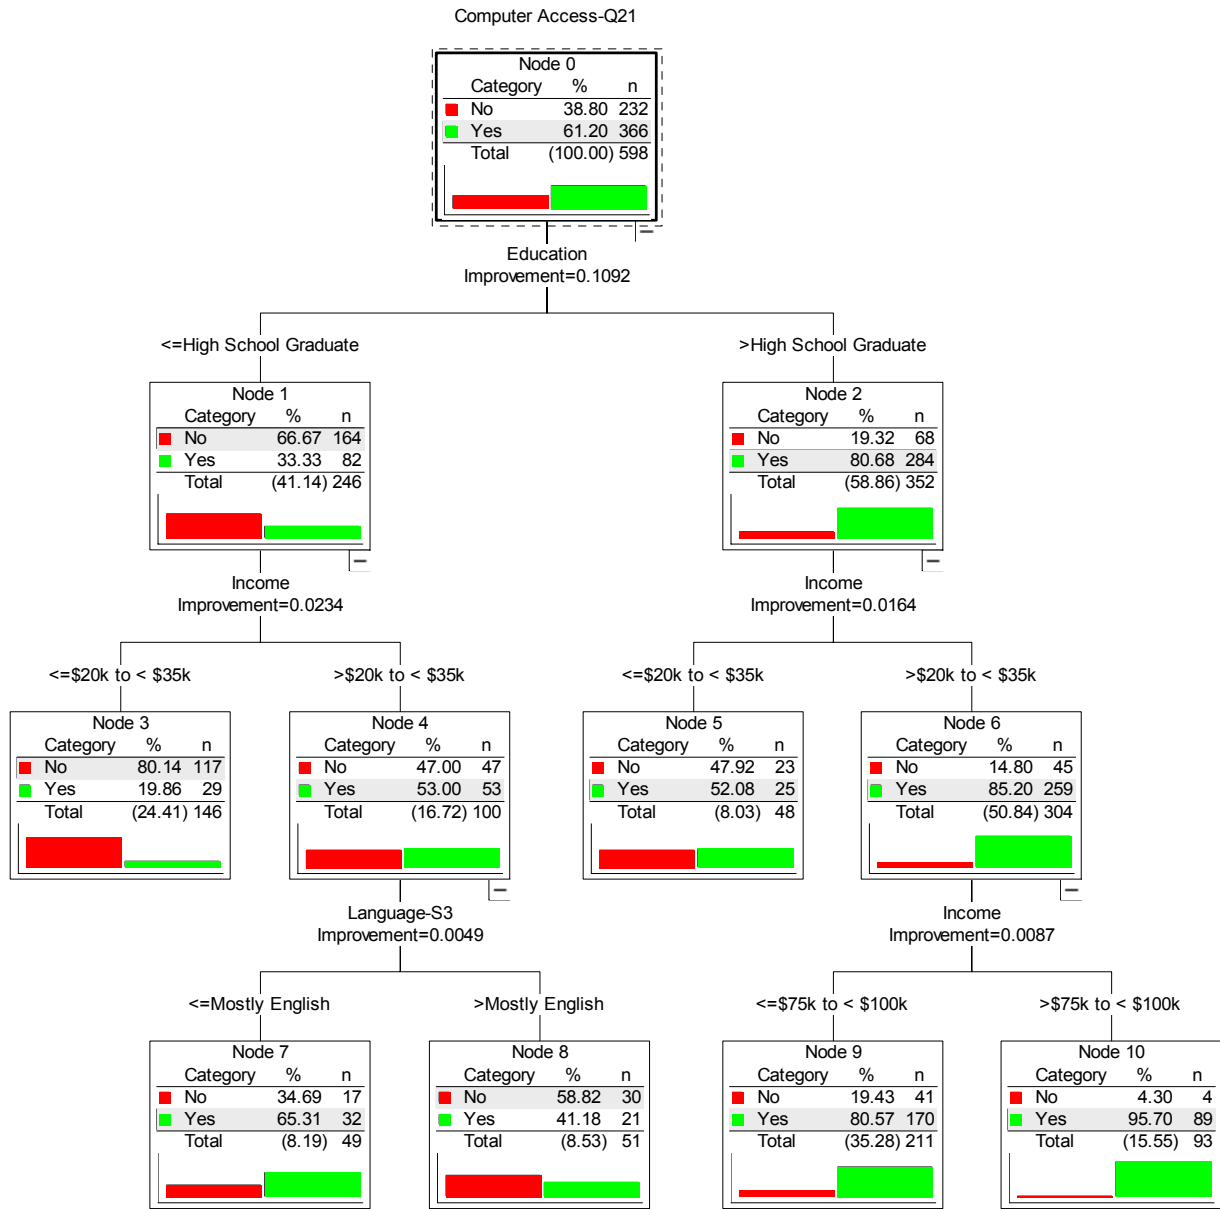 Computer Access-Q21
Node 0
Category % n
No 38.80 232
Yes 61.20 366
Total (100.00) 598
Education
Improvement=0.1092
<=High School Graduate
>High School Graduate
Node 1
Category % n
No 66.67 164
Yes 33.33 82
Total (41.14) 246
Node 2
Category % n
No 19.32 68
Yes 80.68 284
Total (58.86) 352
Income
Improvement=0.0234
Income
Improvement=0.0164
<=$20k to < $35k
>$20k to < $35k
<=$20k to < $35k
>$20k to < $35k
Node 3
Category % n
No 80.14 117
Yes 19.86 29
Total (24.41) 146
Node 4
Category % n
No 47.00 47
Yes 53.00 53
Total (16.72) 100
Node 5
Category % n
No 47.92 23
Yes 52.08 25
Total (8.03) 48
Node 6
Category % n
No 14.80 45
Yes 85.20 259
Total (50.84) 304
Language-S3
Improvement=0.0049
Income
Improvement=0.0087
<=Mostly English
>Mostly English
<=$75k to < $100k
>$75k to < $100k
Node 7
Category % n
No 34.69 17
Yes 65.31 32
Total (8.19) 49
Node 8
Category % n
No 58.82 30
Yes 41.18 21
Total (8.53) 51
Node 9
Category % n
No 19.43 41
Yes 80.57 170
Total (35.28) 211
Node 10
Category % n
No 4.30 4
Yes 95.70 89
Total (15.55) 93